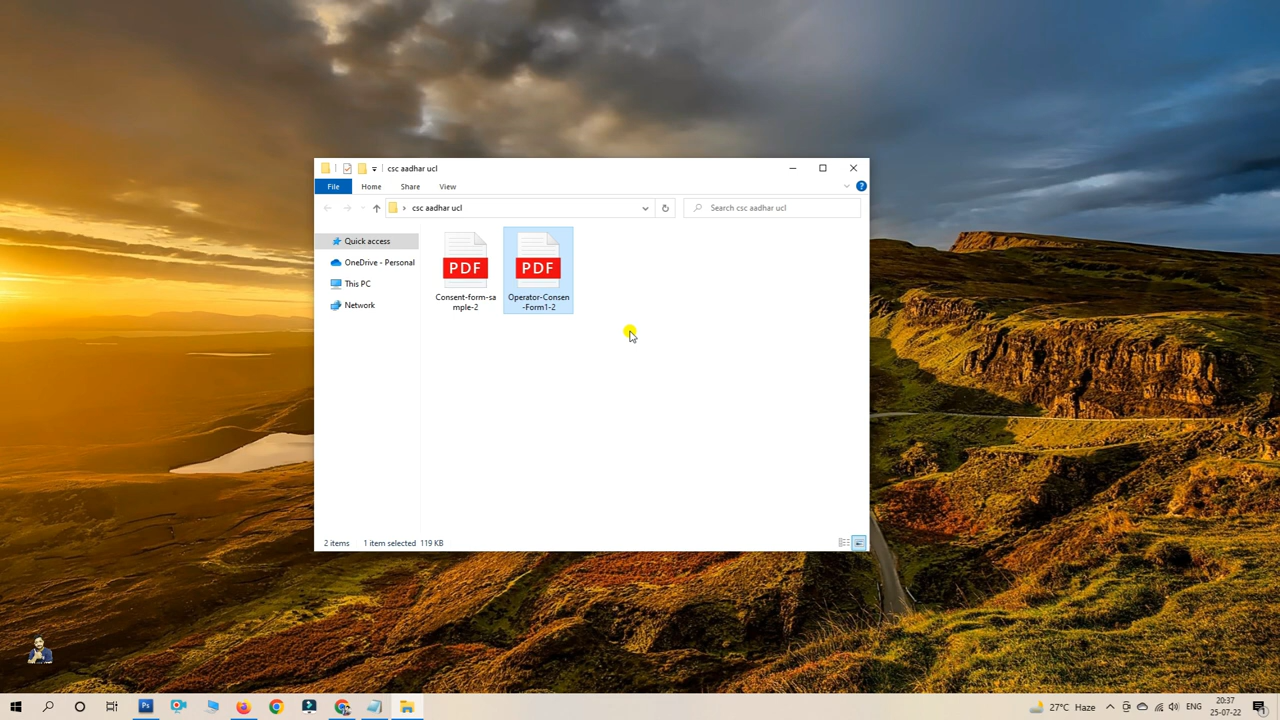 csc aadhar ucl
File
Home
Share
View
csc aadhar ucl
Search csc aadhar ucl
Quick access
OneDrive - Personal
This PC
Network
PDF
Consent-form-sa
mple-2
PDF
Operator-Consen
-Form1-2
2 items
1 item selected 119 KB
Ps
27°C Haze
ENG
20:37
25-07-22
1